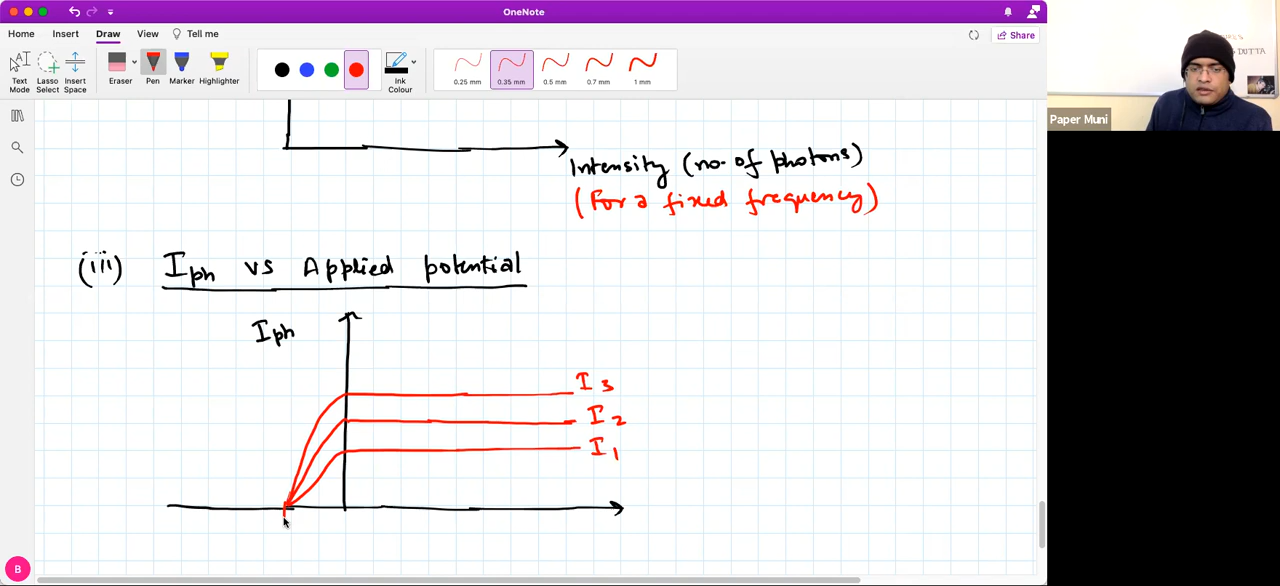 OneNote
Home Insert Draw View Tell me
Share
Text Mode
Lasso Select
Insert Space
Eraser
Pen
Marker
Highlighter
Ink Colour
0.25 mm
0.35 mm
0.5 mm
0.7 mm
1 mm
DUTTA
Paper Muni
Intensity (no. of photons)
(For a fixed frequency)
(iii) Iph vs Applied potential
Iph
I3
I2
I1
B